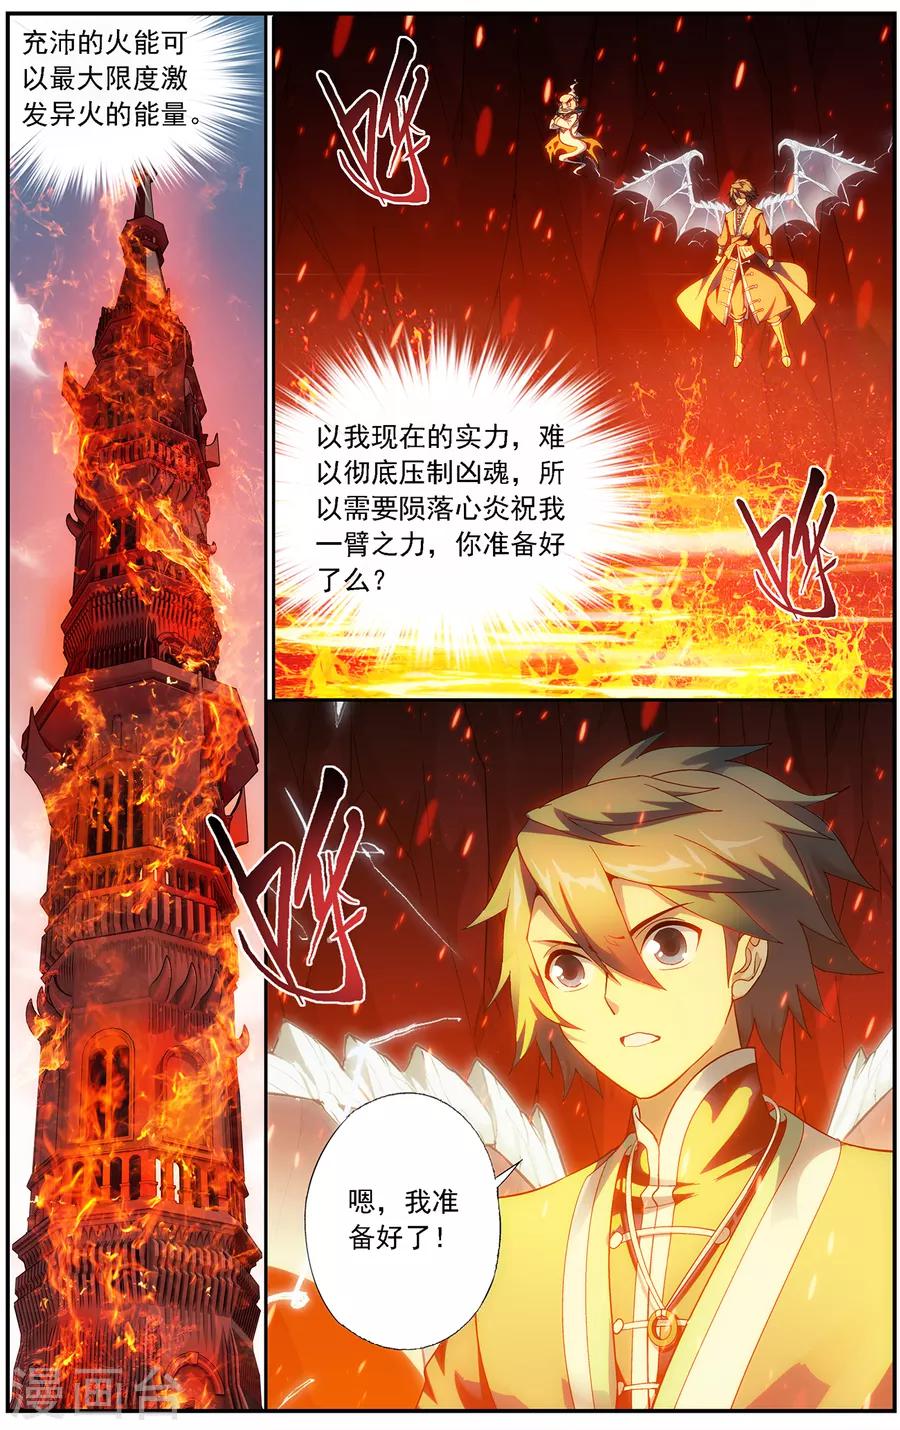 充沛的火能可
以最大限度激
发异火的能量。
哗
以我现在的实力，难
以彻底压制凶魂，所
以需要陨落心炎祝我
一臂之力，你准备好
了么？
哗
哗
嗯，我准
备好了！
漫画台